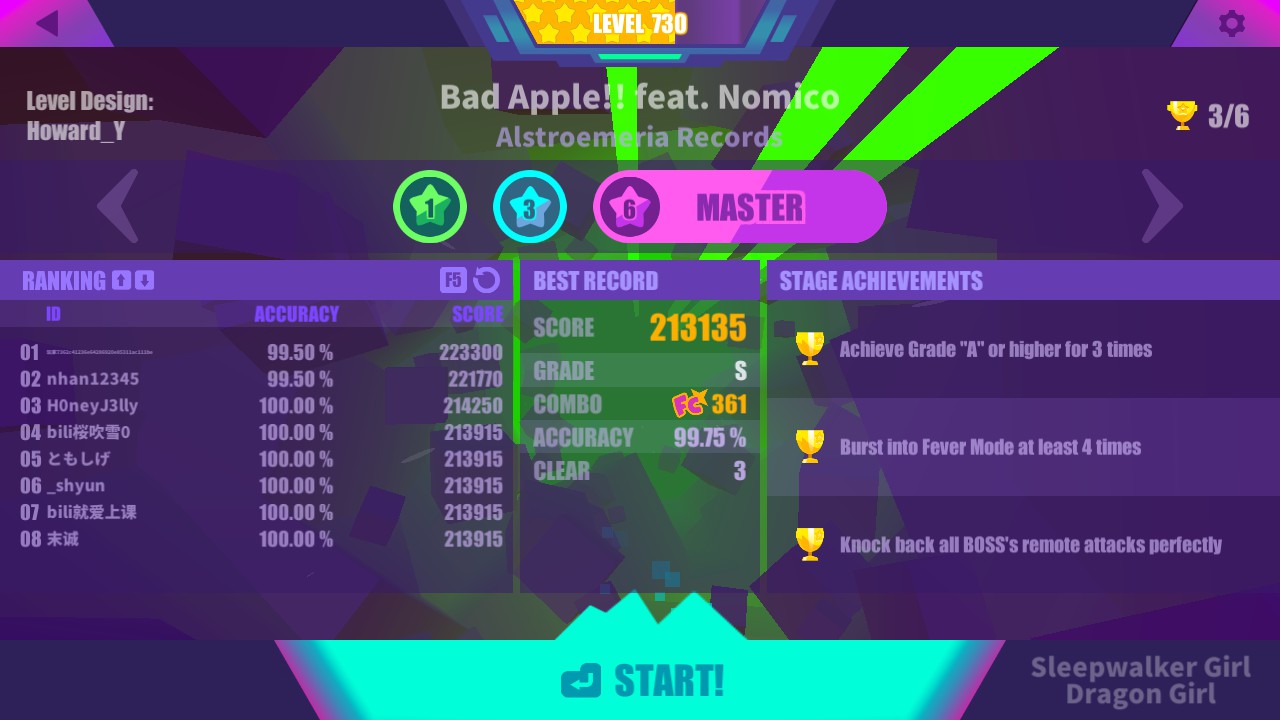 LEVEL 730
Level Design:
Howard_Y
Bad Apple!! feat. Nomico
Alstroemeria Records
3/6
1
3
6 MASTER
RANKING
F5
ID ACCURACY SCORE
01 99.50 % 223300
02 nhan12345 99.50 % 221770
03 H0neyJ3lly 100.00 % 214250
04 bili桜吹雪0 100.00 % 213915
05 ともしげ 100.00 % 213915
06 _shyun 100.00 % 213915
07 bili就爱上课 100.00 % 213915
08 末诚 100.00 % 213915
BEST RECORD
SCORE 213135
GRADE S
COMBO FC 361
ACCURACY 99.75 %
CLEAR 3
STAGE ACHIEVEMENTS
Achieve Grade "A" or higher for 3 times
Burst into Fever Mode at least 4 times
Knock back all BOSS's remote attacks perfectly
START!
Sleepwalker Girl
Dragon Girl